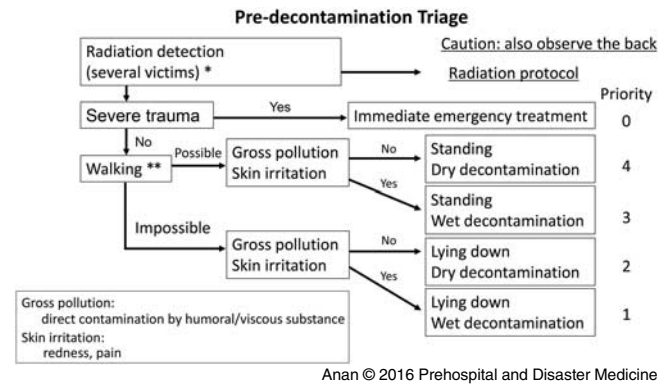 Pre-decontamination Triage
Radiation detection
(several victims) *
Caution: also observe the back
Radiation protocol
Priority
Severe trauma
Yes
Immediate emergency treatment
0
No
Walking **
Possible
Gross pollution
Skin irritation
No
Standing
Dry decontamination
4
Yes
Standing
Wet decontamination
3
Impossible
Gross pollution
Skin irritation
No
Lying down
Dry decontamination
2
Yes
Lying down
Wet decontamination
1
Gross pollution:
direct contamination by humoral/viscous substance
Skin irritation:
redness, pain
Anan © 2016 Prehospital and Disaster Medicine